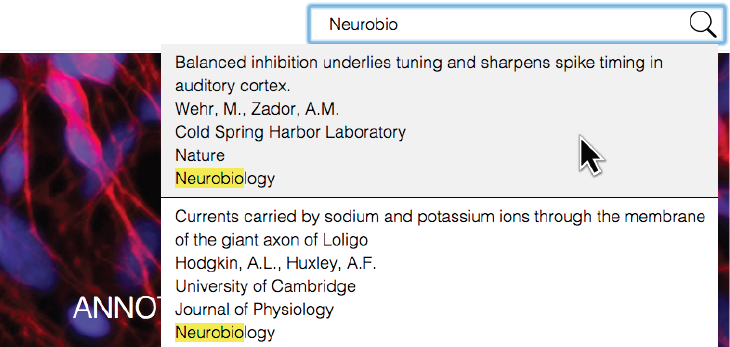 Neurobio
Balanced inhibition underlies tuning and sharpens spike timing in
auditory cortex.
Wehr, M., Zador, A.M.
Cold Spring Harbor Laboratory
Nature
Neurobiology
Currents carried by sodium and potassium ions through the membrane
of the giant axon of Loligo
Hodgkin, A.L., Huxley, A.F.
University of Cambridge
ANNOT
Journal of Physiology
Neurobiology